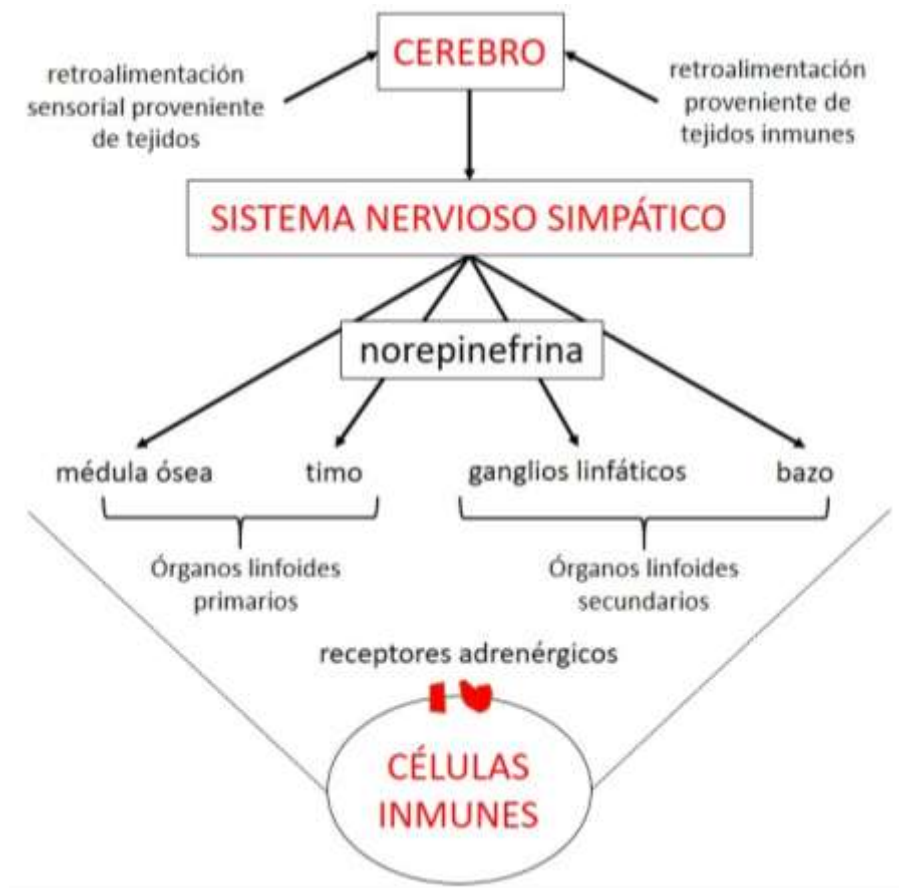 CEREBRO
retroalimentación
sensorial proveniente
de tejidos
retroalimentación
proveniente de
tejidos inmunes
SISTEMA NERVIOSO SIMPÁTICO
norepinefrina
médula ósea
timo
ganglios linfáticos
bazo
Órganos linfoides
primarios
Órganos linfoides
secundarios
receptores adrenérgicos
CÉLULAS
INMUNES